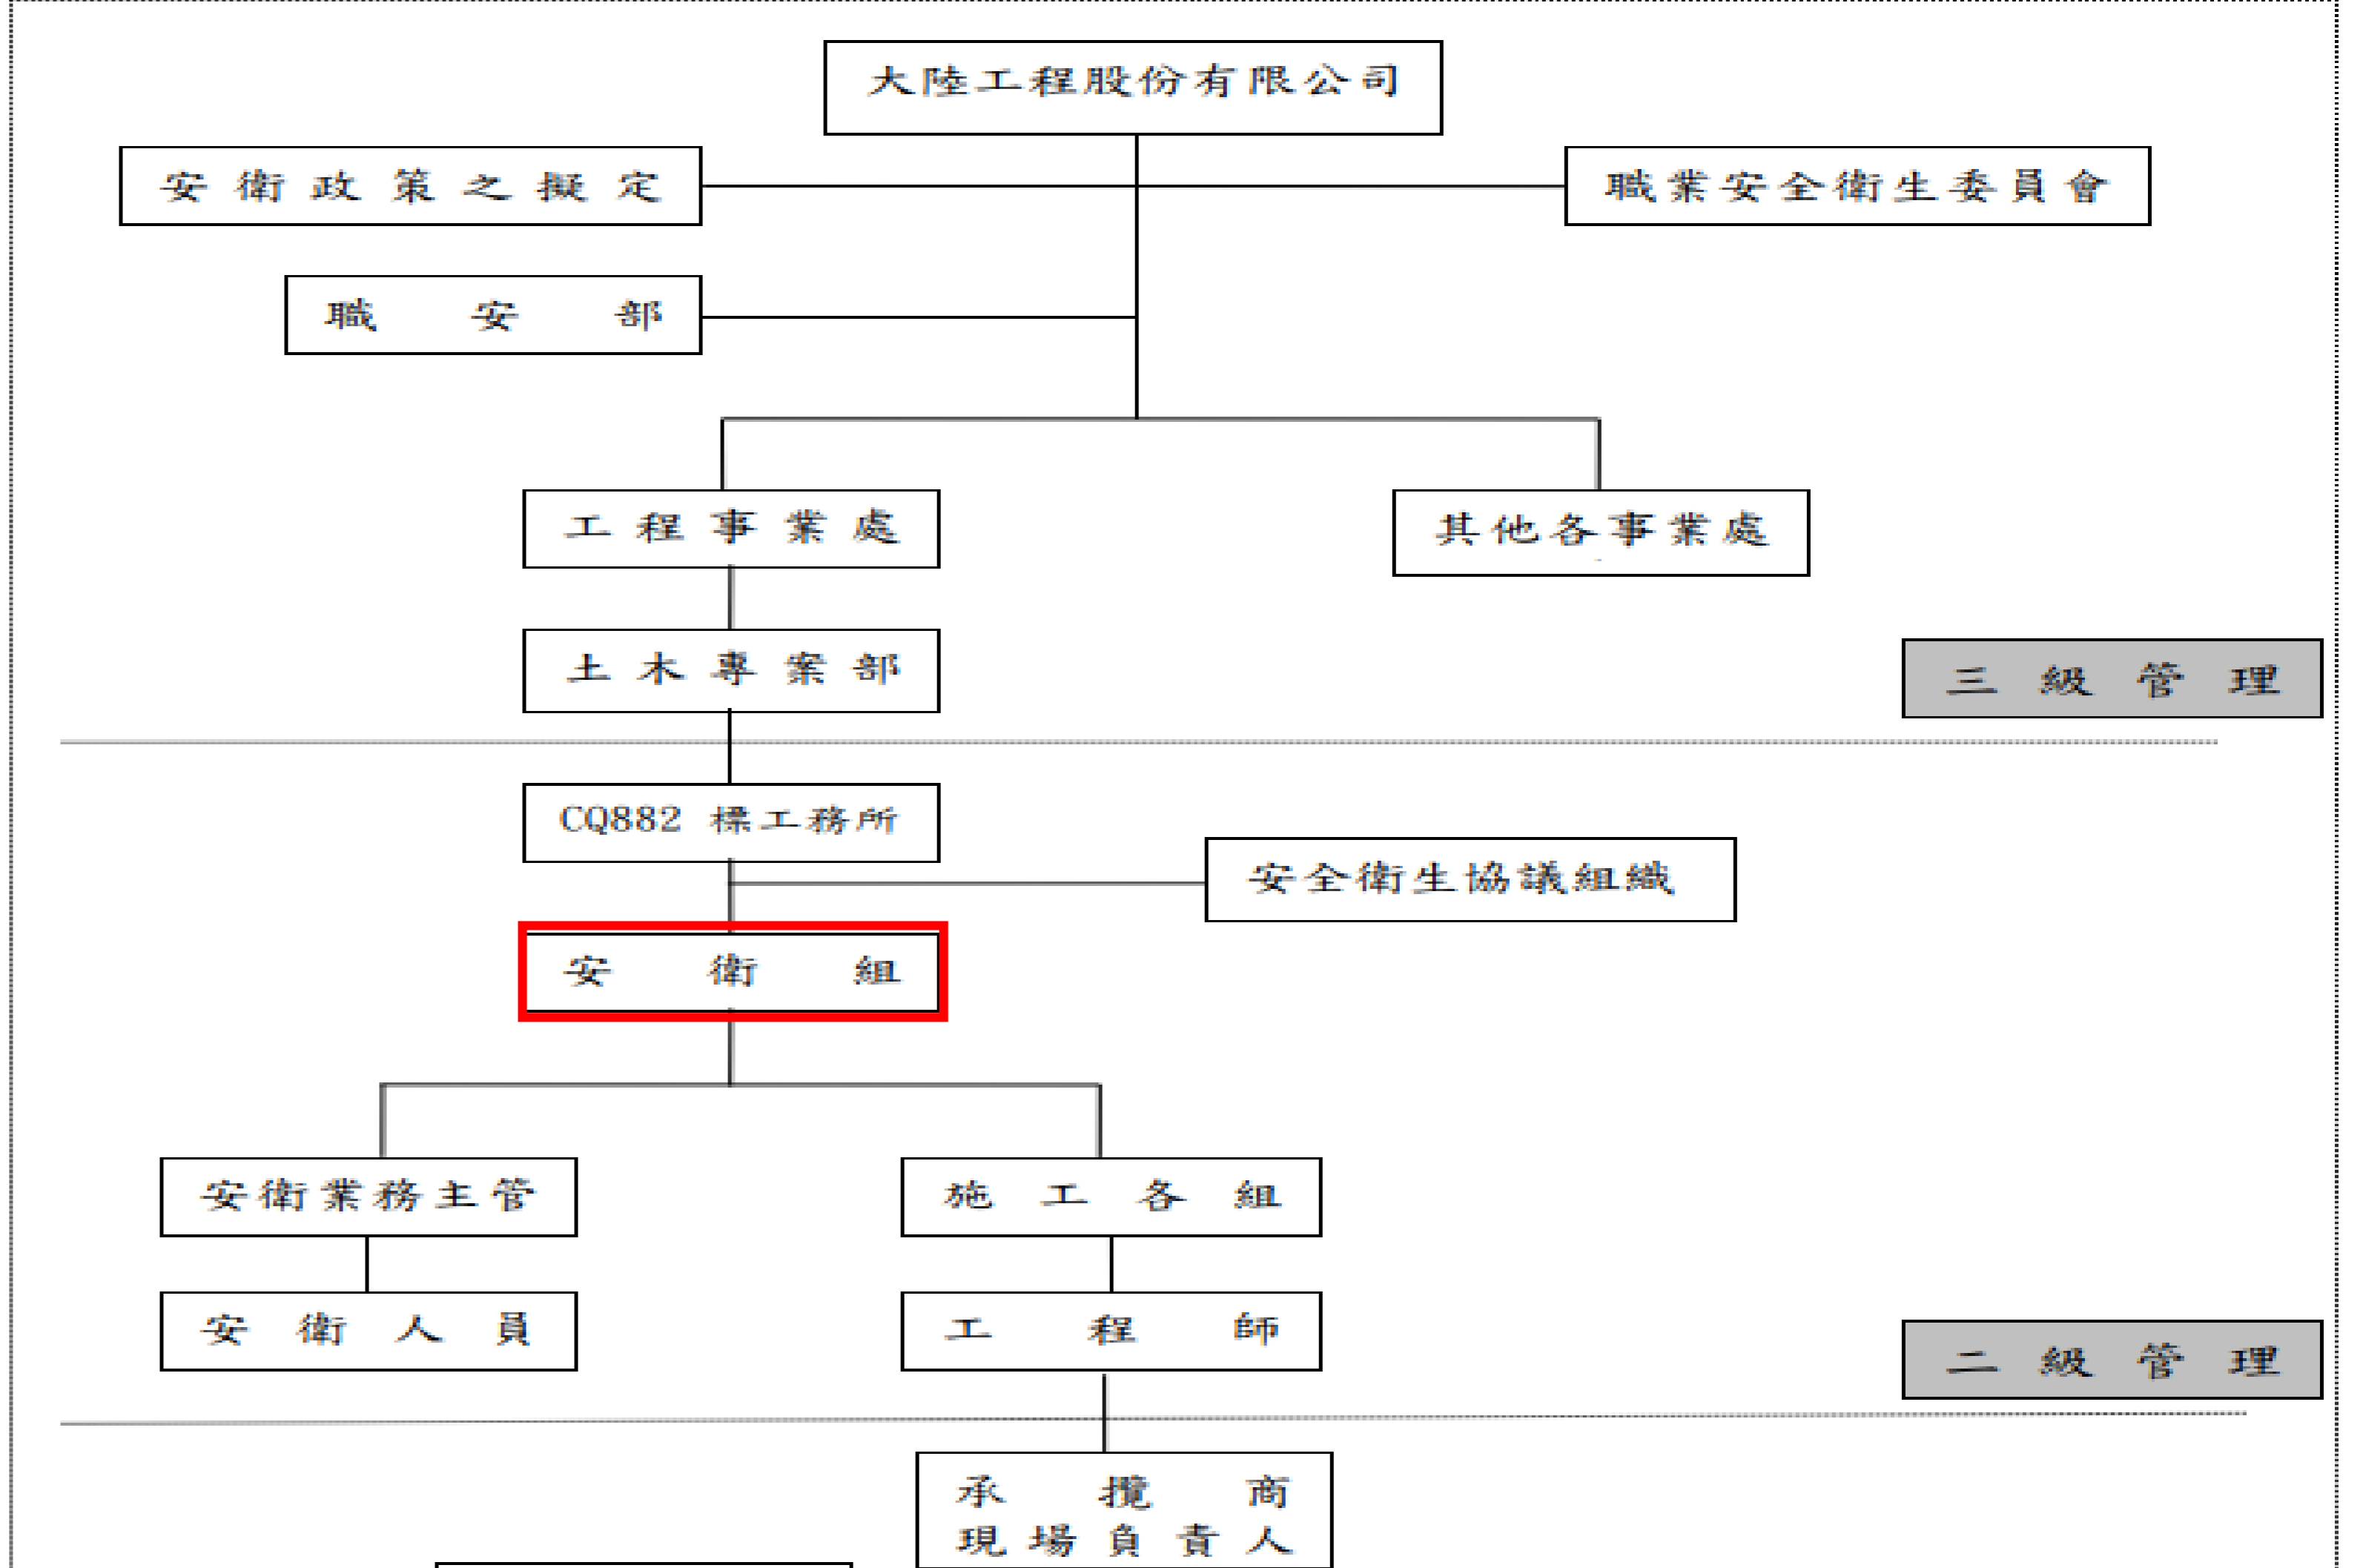 大陸工程股份有限公司
安衛政策之擬定
職業安全衛生委員會
職安部
工程事業處
其他各事業處
土木專案部
三級管理
CQ882 標工務所
安全衛生協議組織
安衛組
安衛業務主管
施工各組
安衛人員
工程師
二級管理
承攬商
現場負責人